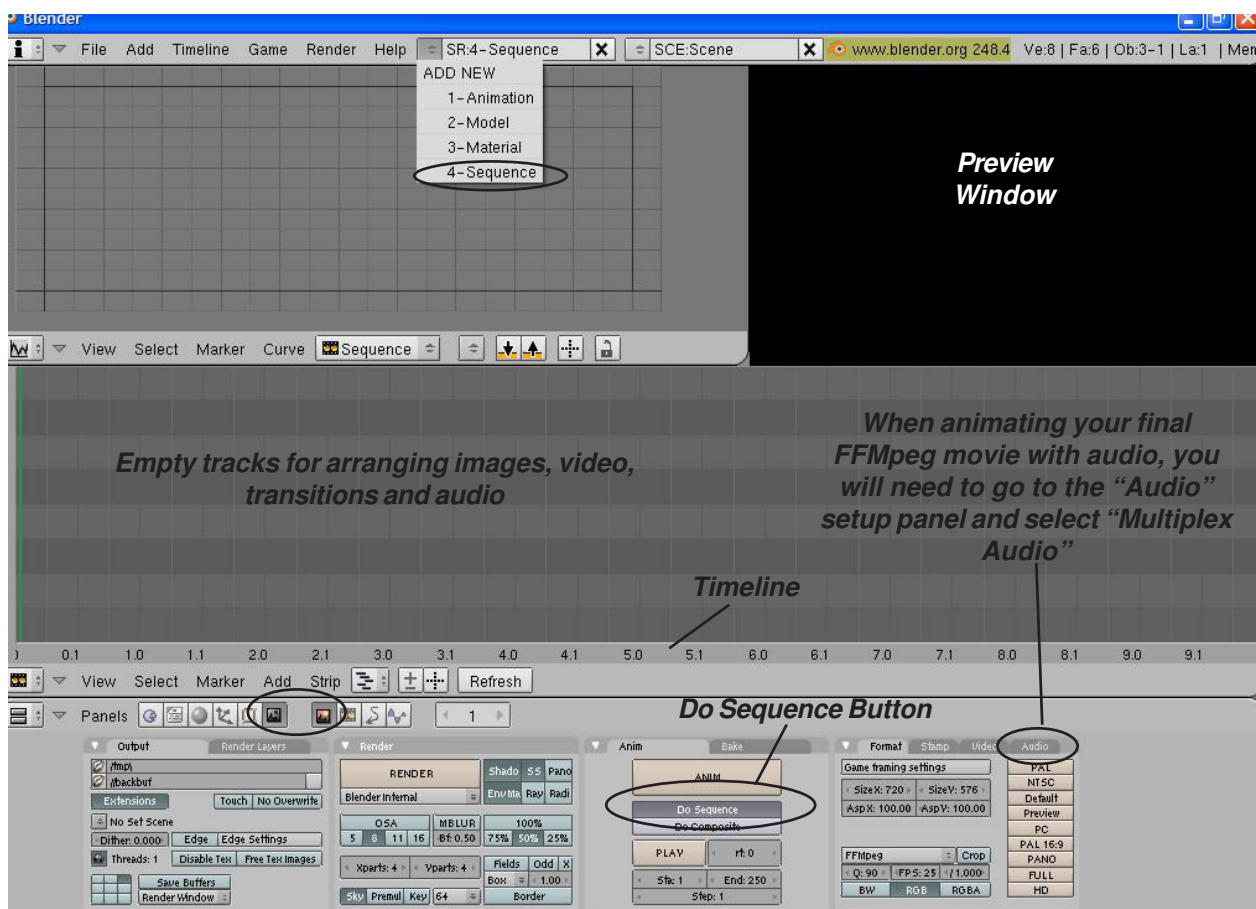 Blender
File Add Timeline Game Render Help SR:4-Sequence SCE:Scene www.blender.org 248.4 Ve:8 | Fa:6 | Ob:3-1 | La:1 | Mem
ADD NEW
1-Animation
2-Model
3-Material
4-Sequence
Preview
Window
View Select Marker Curve Sequence
Empty tracks for arranging images, video,
transitions and audio
When animating your final
FFMpeg movie with audio, you
will need to go to the “Audio”
setup panel and select “Multiplex
Audio”
Timeline
0.1 1.0 1.1 2.0 2.1 3.0 3.1 4.0 4.1 5.0 5.1 6.0 6.1 7.0 7.1 8.0 8.1 9.0 9.1
View Select Marker Add Strip Refresh
Panels 1
Do Sequence Button
Output Render Layers
/tmp\
//backbuf
Extensions Touch No Overwrite
No Set Scene
Dither: 0.000 Edge Edge Settings
Threads: 1 Disable Tex Free Tex Images
Save Buffers
Render Window
Render
RENDER Shado SS Pano
Blender Internal EnvMa Ray Radi
OSA MBLUR 100%
5 8 11 16 Bf: 0.50 75% 50% 25%
Xparts: 4 Yparts: 4 Fields Odd X
Box 1.00
Sky Premul Key 64 Border
Anim Bake
ANIM
Do Sequence
Do Composite
PLAY rt: 0
Sta: 1 End: 250
Step: 1
Format Stamp Video Audio
Game framing settings
SizeX: 720 SizeY: 576
AspX: 100.00 AspY: 100.00
FFMpeg Crop
Q: 90 FPS: 25 /1.000
BW RGB RGBA
PAL
NTSC
Default
Preview
PC
PAL 16:9
PANO
FULL
HD